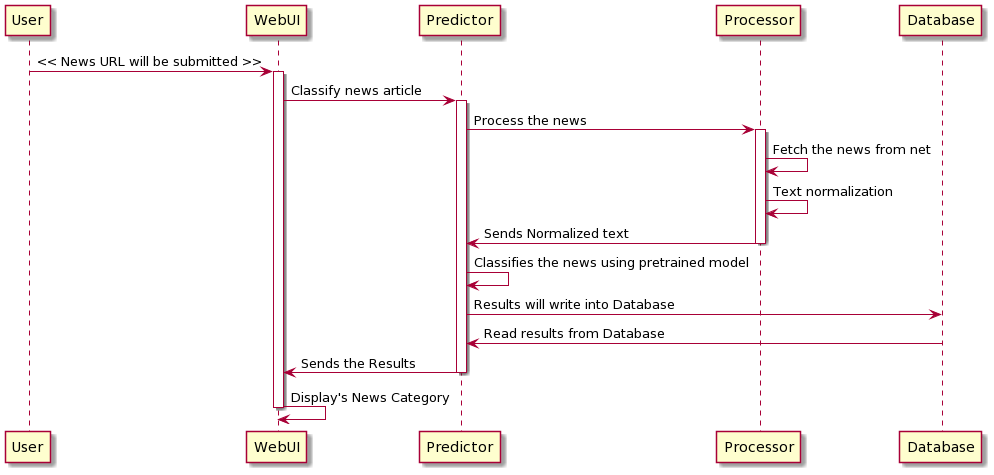 User WebUI Predictor Processor Database
<< News URL will be submitted >>
Classify news article
Process the news
Fetch the news from net
Text normalization
Sends Normalized text
Classifies the news using pretrained model
Results will write into Database
Read results from Database
Sends the Results
Display's News Category
User WebUI Predictor Processor Database